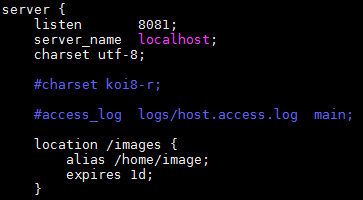 server {
    listen       8081;
    server_name  localhost;
    charset utf-8;

    #charset koi8-r;

    #access_log  logs/host.access.log  main;

    location /images {
        alias /home/image;
        expires 1d;
    }